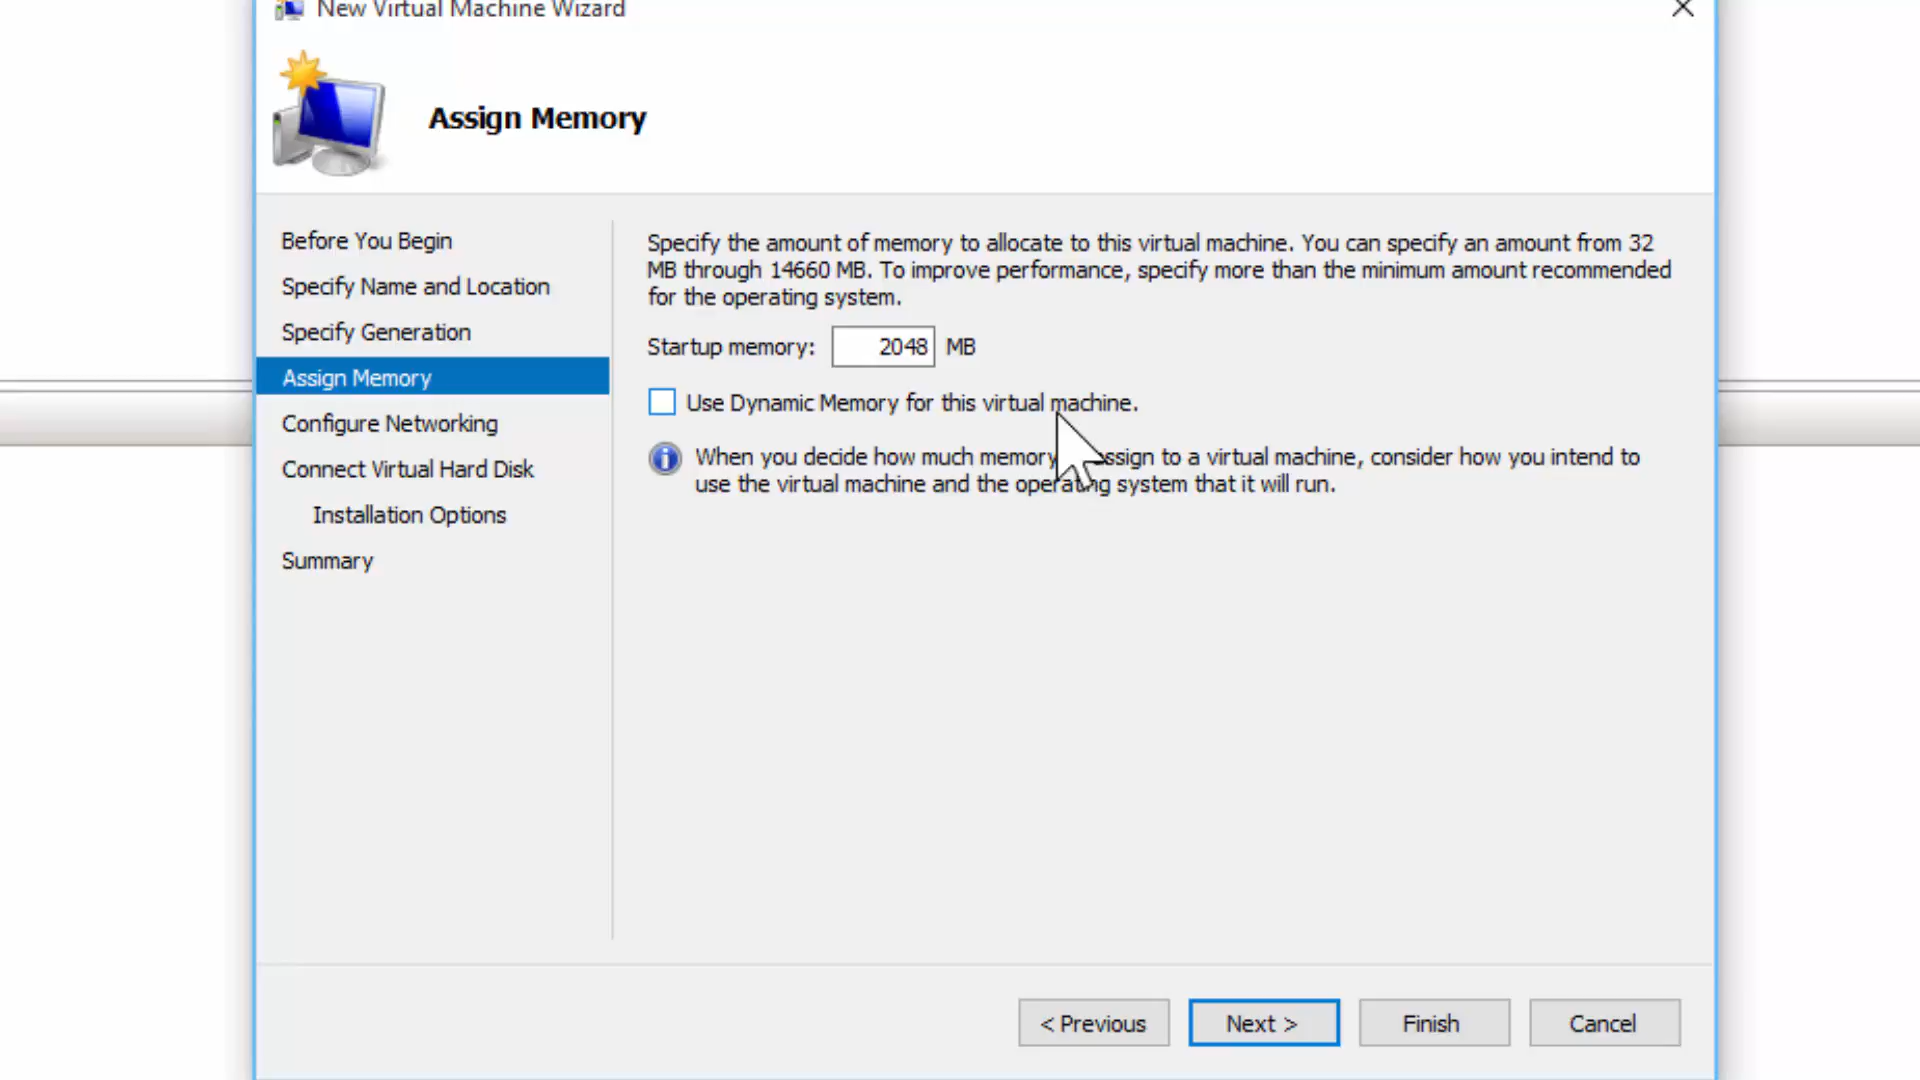 New Virtual Machine Wizard
Assign Memory
Before You Begin
Specify Name and Location
Specify Generation
Assign Memory
Configure Networking
Connect Virtual Hard Disk
Installation Options
Summary
Specify the amount of memory to allocate to this virtual machine. You can specify an amount from 32
MB through 14660 MB. To improve performance, specify more than the minimum amount recommended
for the operating system.
Startup memory: 2048 MB
Use Dynamic Memory for this virtual machine.
When you decide how much memory assign to a virtual machine, consider how you intend to
use the virtual machine and the operating system that it will run.
< Previous
Next >
Finish
Cancel